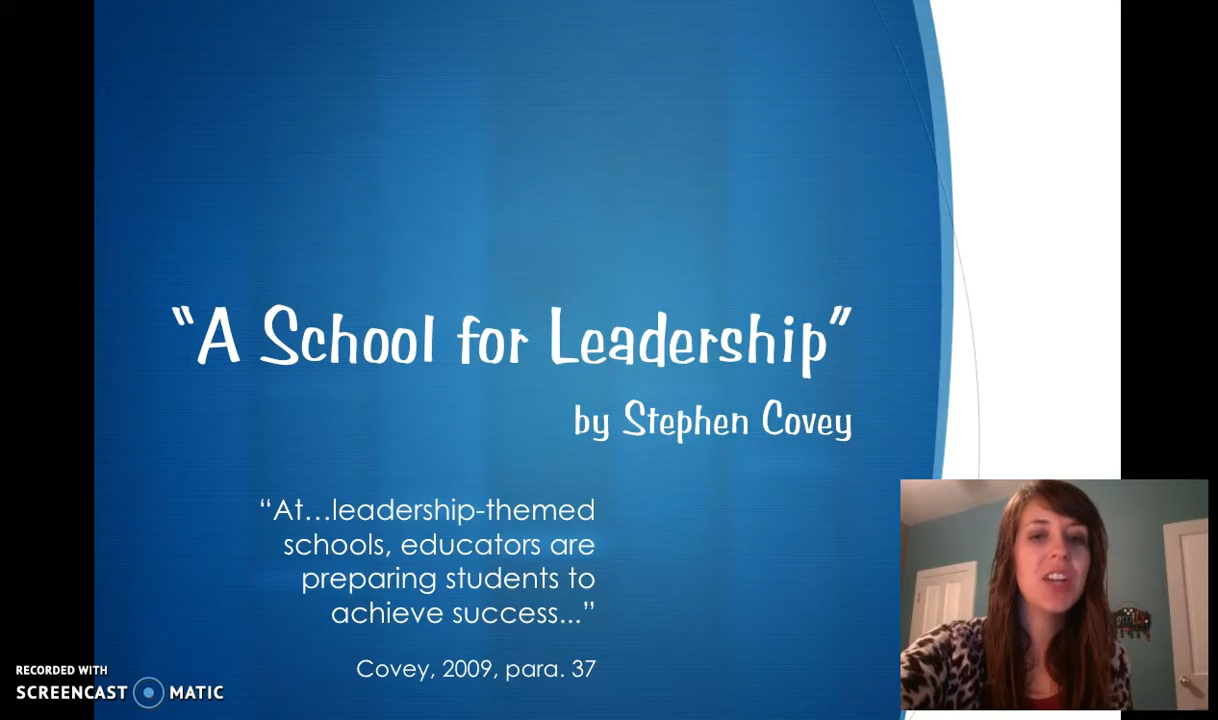 “A School for Leadership”
by Stephen Covey
“At...leadership-themed
schools, educators are
preparing students to
achieve success...”
Covey, 2009, para. 37
RECORDED WITH
SCREENCAST MATIC